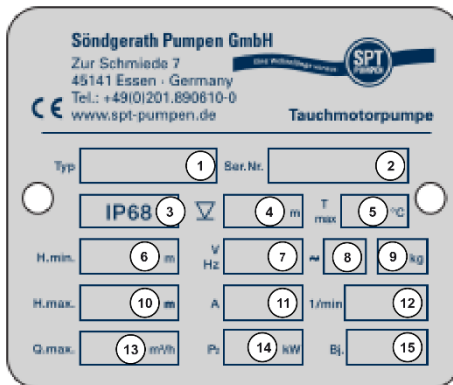 Söndgerath Pumpen GmbH
Zur Schmiede 7
45141 Essen · Germany
Tel.: +49(0)201.890610-0
www.spt-pumpen.de
SPT
PUMPEN
Tauchmotorpumpe
Typ 1 Ser.Nr. 2
IP68 3 4 m T max 5 °C
H.min. 6 m V Hz 7 ~ 8 9 kg
H.max. 10 m A 11 1/min 12
Q.max. 13 m³/h P₂ 14 kW Bj. 15